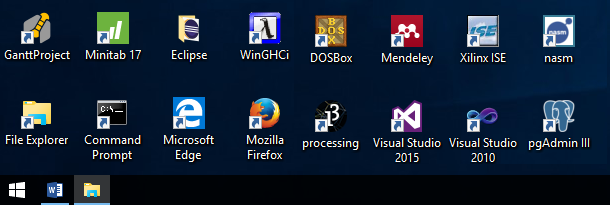 GanttProject
Minitab 17
Eclipse
WinGHCi
DOSBox
Mendeley
Xilinx ISE
nasm
File Explorer
Command
Prompt
Microsoft
Edge
Mozilla
Firefox
processing
Visual Studio
2015
Visual Studio
2010
pgAdmin III